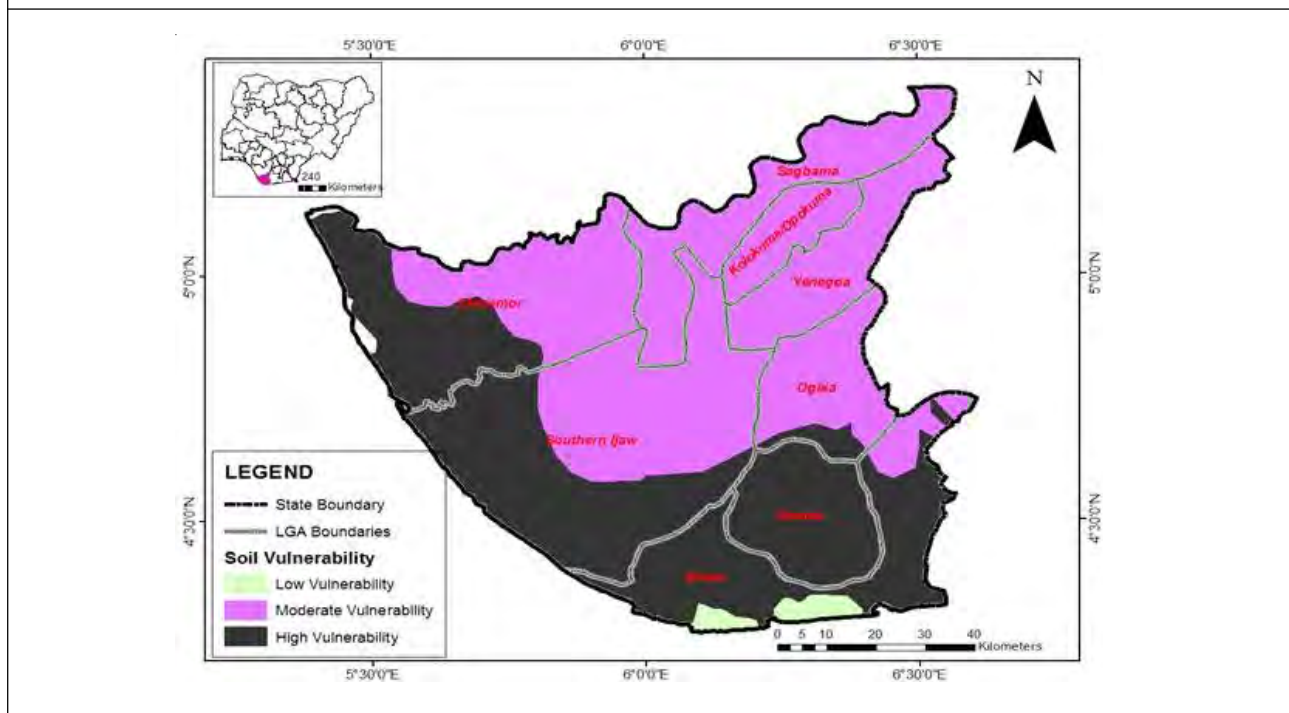 5°30'0"E
6°0'0"E
6°30'0"E
240
Kilometers
N
Sagbama
Kolokuma/Opokuma
Yenegoa
Ogbia
Southern Ijaw
5°0'0"N
5°0'0"N
4°30'0"N
4°30'0"N
LEGEND
State Boundary
LGA Boundaries
Soil Vulnerability
Low Vulnerability
Moderate Vulnerability
High Vulnerability
0 5 10 20 30 40
Kilometers
5°30'0"E
6°0'0"E
6°30'0"E